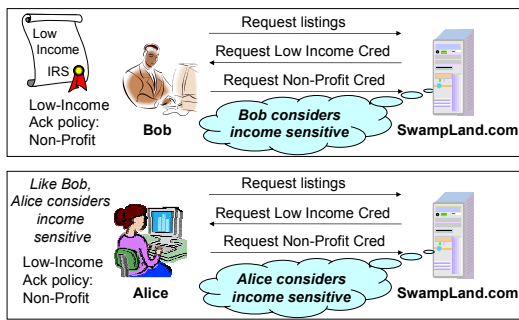 Low
Income
IRS
Low-Income
Ack policy:
Non-Profit
Bob
Request listings
Request Low Income Cred
Request Non-Profit Cred
Bob considers
income sensitive
SwampLand.com
Like Bob,
Alice considers
income
sensitive
Low-Income
Ack policy:
Non-Profit
Alice
Request listings
Request Low Income Cred
Request Non-Profit Cred
Alice considers
income sensitive
SwampLand.com